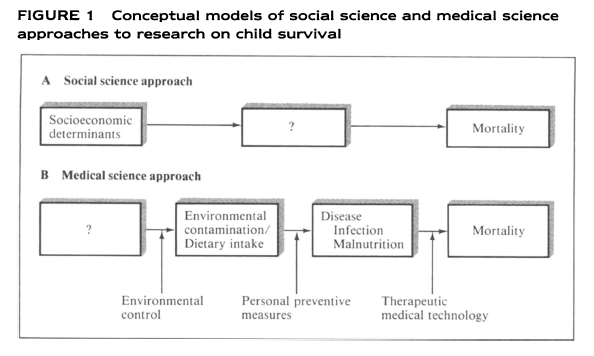 FIGURE 1 Conceptual models of social science and medical science
approaches to research on child survival
A Social science approach
Socioeconomic
determinants
?
Mortality
B Medical science approach
?
Environmental
contamination/
Dietary intake
Disease
Infection
Malnutrition
Mortality
Environmental
control
Personal preventive
measures
Therapeutic
medical technology